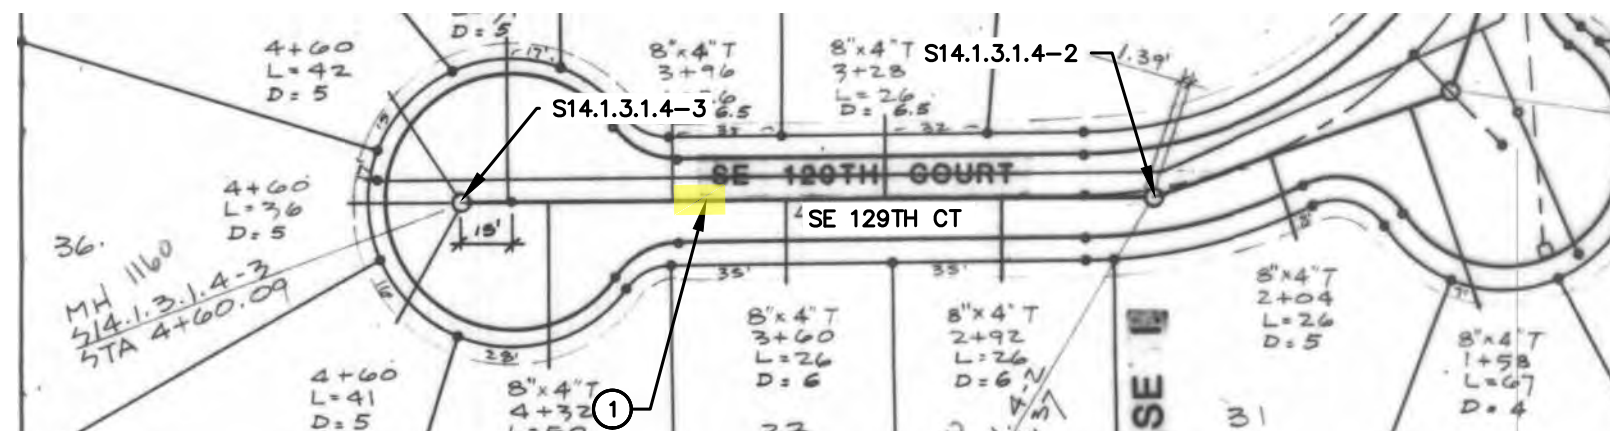 D=5
17'
4+60
L=42
D=5
8"x4"T
3+96
6.5
8"x4"T
3+28
L=26
D=6.5
S14.1.3.1.4-2
1.39'
S14.1.3.1.4-3
32'
15'
SE 120TH COURT
SE 129TH CT
4+60
L=36
D=5
15'
36.
MH 1160
S14.1.3.1.4-3
STA 4+60.09
16'
28'
35'
35'
8"x4"T
3+60
L=26
D=6
8"x4"T
2+92
L=26
D=6
8"x4"T
2+04
L=26
D=5
8"x4"T
1+58
L=67
D=4
4+60
L=41
D=5
8"x4"T
4+32
1
SE
31